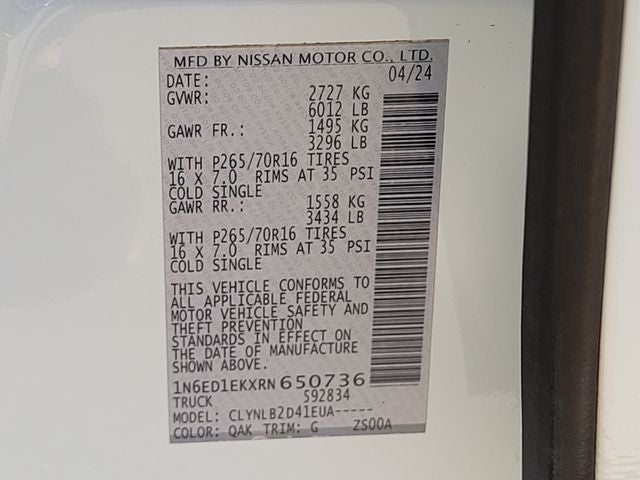 MFD BY NISSAN MOTOR CO., LTD.
DATE: 04/24
GVWR: 2727 KG
6012 LB
GAWR FR.: 1495 KG
3296 LB
WITH P265/70R16 TIRES
16 X 7.0 RIMS AT 35 PSI
COLD SINGLE
GAWR RR.: 1558 KG
3434 LB
WITH P265/70R16 TIRES
16 X 7.0 RIMS AT 35 PSI
COLD SINGLE
THIS VEHICLE CONFORMS TO
ALL APPLICABLE FEDERAL
MOTOR VEHICLE SAFETY AND
THEFT PREVENTION
STANDARDS IN EFFECT ON
THE DATE OF MANUFACTURE
SHOWN ABOVE.
1N6ED1EKXRN650736
TRUCK 592834
MODEL: CLYNLB2D41EUA-----
COLOR: QAK TRIM: G ZS00A